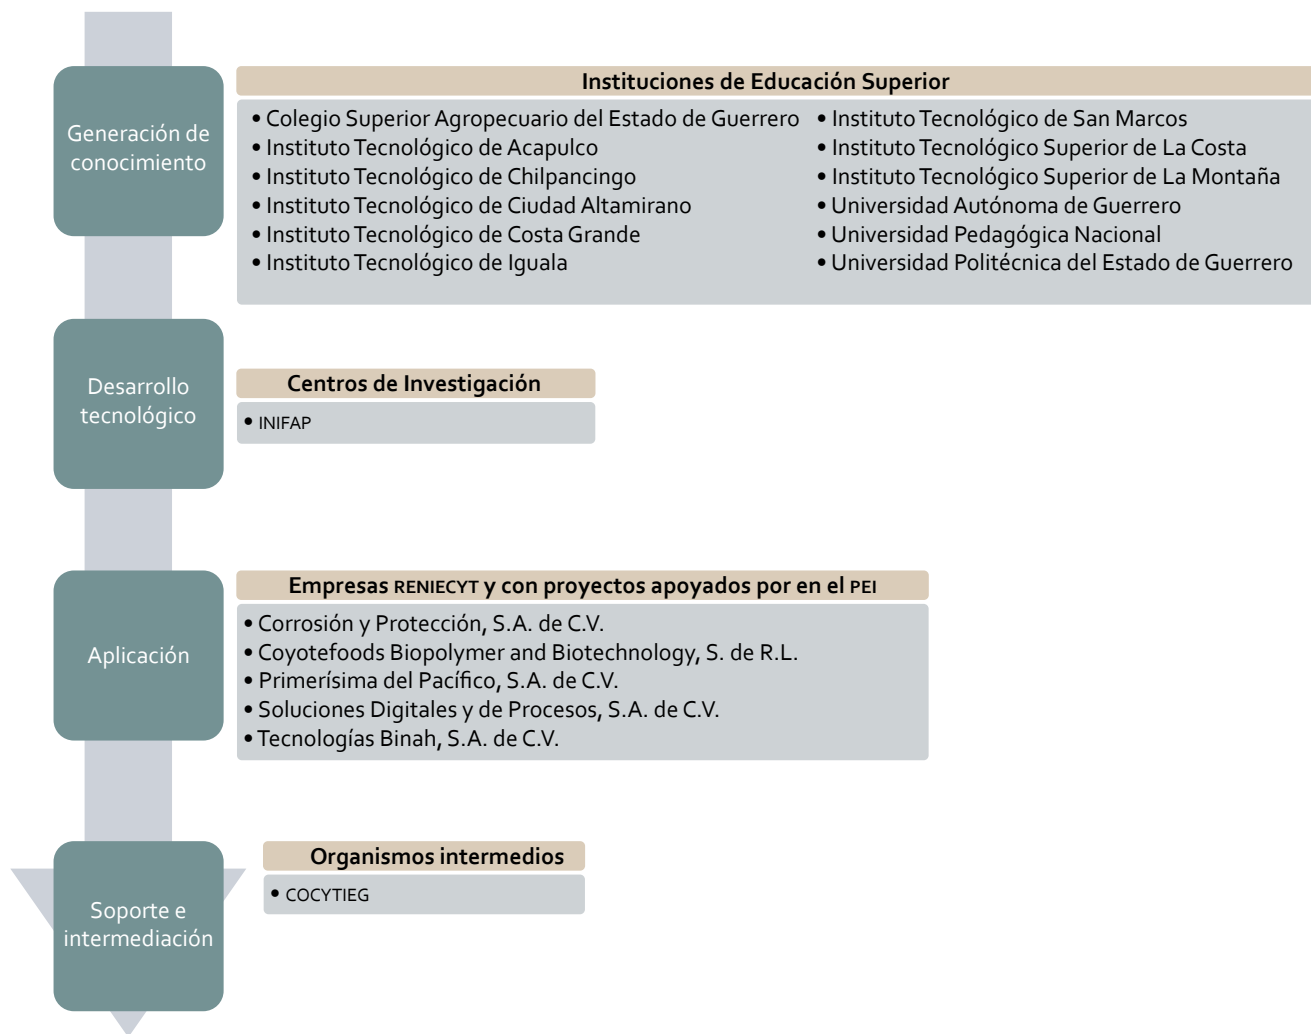 Generación de
conocimiento
Instituciones de Educación Superior
• Colegio Superior Agropecuario del Estado de Guerrero
• Instituto Tecnológico de Acapulco
• Instituto Tecnológico de Chilpancingo
• Instituto Tecnológico de Ciudad Altamirano
• Instituto Tecnológico de Costa Grande
• Instituto Tecnológico de Iguala
• Instituto Tecnológico de San Marcos
• Instituto Tecnológico Superior de La Costa
• Instituto Tecnológico Superior de La Montaña
• Universidad Autónoma de Guerrero
• Universidad Pedagógica Nacional
• Universidad Politécnica del Estado de Guerrero
Desarrollo
tecnológico
Centros de Investigación
• INIFAP
Aplicación
Empresas RENIECYT y con proyectos apoyados por en el PEI
• Corrosión y Protección, S.A. de C.V.
• Coyotefoods Biopolymer and Biotechnology, S. de R.L.
• Primerísima del Pacífico, S.A. de C.V.
• Soluciones Digitales y de Procesos, S.A. de C.V.
• Tecnologías Binah, S.A. de C.V.
Soporte e
intermediación
Organismos intermedios
• COCYTIEG